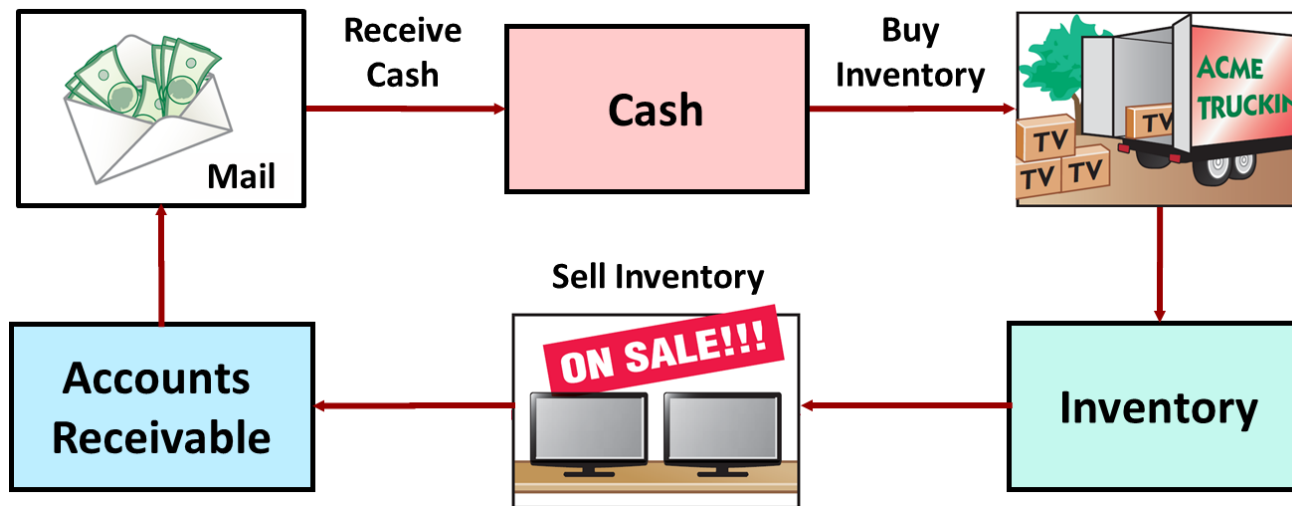 Receive
Cash
Mail
Cash
Buy
Inventory
ACME
TRUCKIN
TV
TV
TV
TV
Sell Inventory
ON SALE!!!
Accounts
Receivable
Inventory